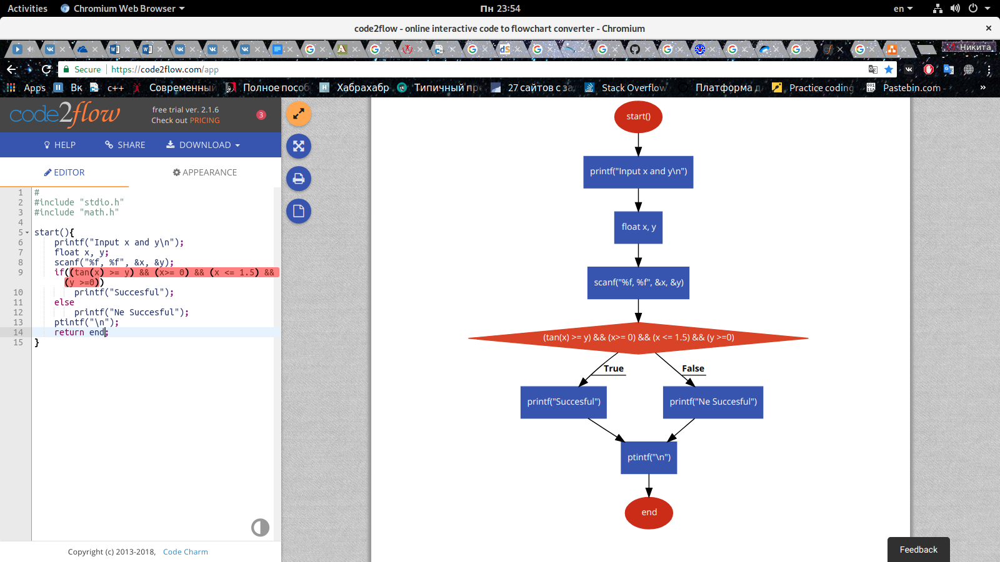 Activities
Chromium Web Browser
Пн 23:54
en
code2flow - online interactive code to flowchart converter - Chromium
Никита
Secure
https://code2flow.com/app
Apps
Вк
c++
Современный
Полное пособ
Хабрахабр
Типичный пр
27 сайтов с за
Stack Overflow
Платформа д
Practice coding
Pastebin.com -
»
code2flow
free trial ver. 2.1.6
Check out PRICING
3
HELP
SHARE
DOWNLOAD
EDITOR
APPEARANCE
1 #
2 #include "stdio.h"
3 #include "math.h"
4
5 start(){
6 printf("Input x and y\n");
7 float x, y;
8 scanf("%f, %f", &x, &y);
9 if((tan(x) >= y) && (x>= 0) && (x <= 1.5) &&
(y >=0))
10 printf("Succesful");
11 else
12 printf("Ne Succesful");
13 ptintf("\n");
14 return end;
15 }
Copyright (c) 2013-2018, Code Charm
start()
printf("Input x and y\n")
float x, y
scanf("%f, %f", &x, &y)
(tan(x) >= y) && (x>= 0) && (x <= 1.5) && (y >=0)
True
False
printf("Succesful")
printf("Ne Succesful")
ptintf("\n")
end
Feedback